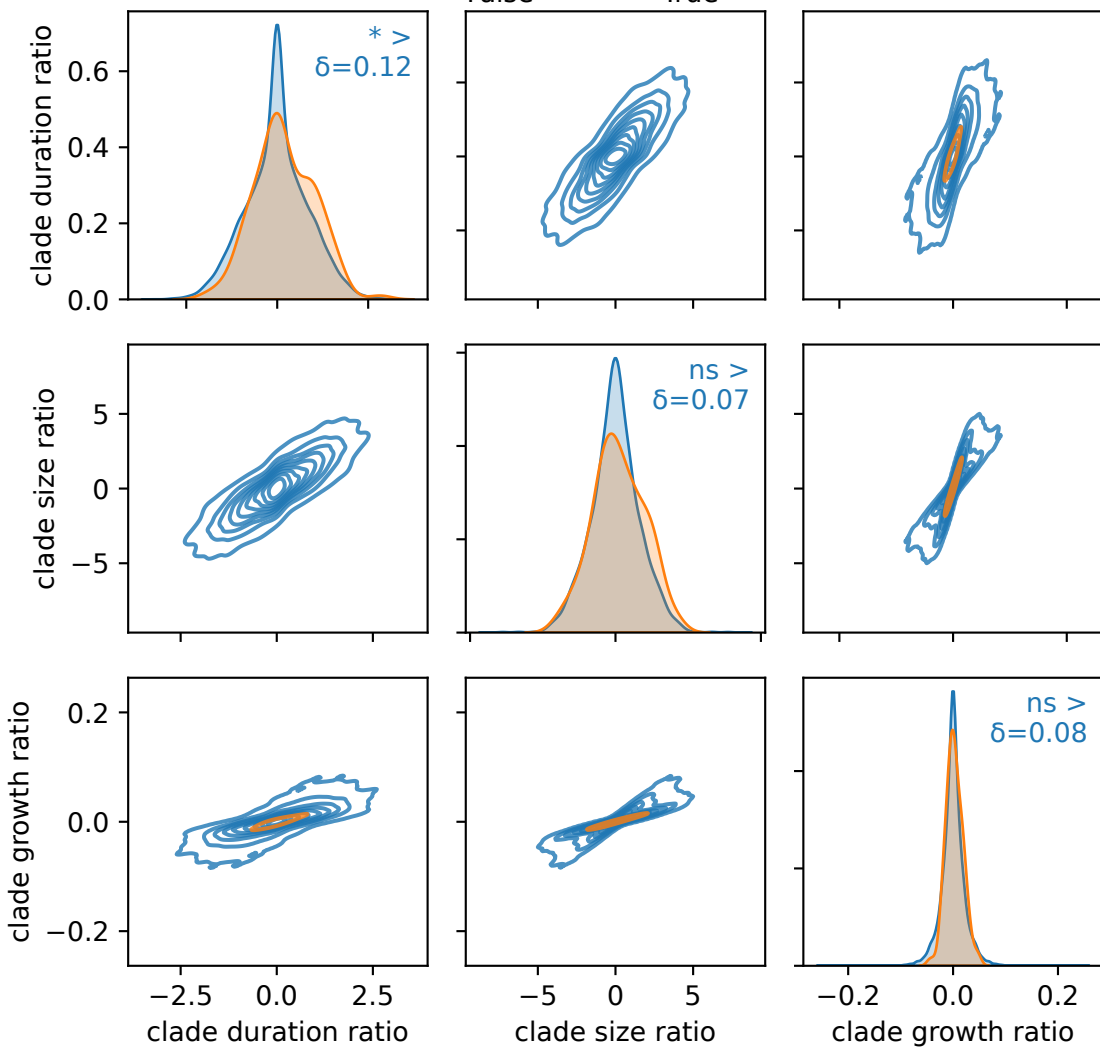 * >
δ=0.12
clade duration ratio
0.6
0.4
0.2
0.0
ns >
δ=0.07
clade size ratio
5
0
−5
ns >
δ=0.08
clade growth ratio
0.2
0.0
−0.2
−2.5 0.0 2.5 −5 0 5 −0.2 0.0 0.2
clade duration ratio clade size ratio clade growth ratio